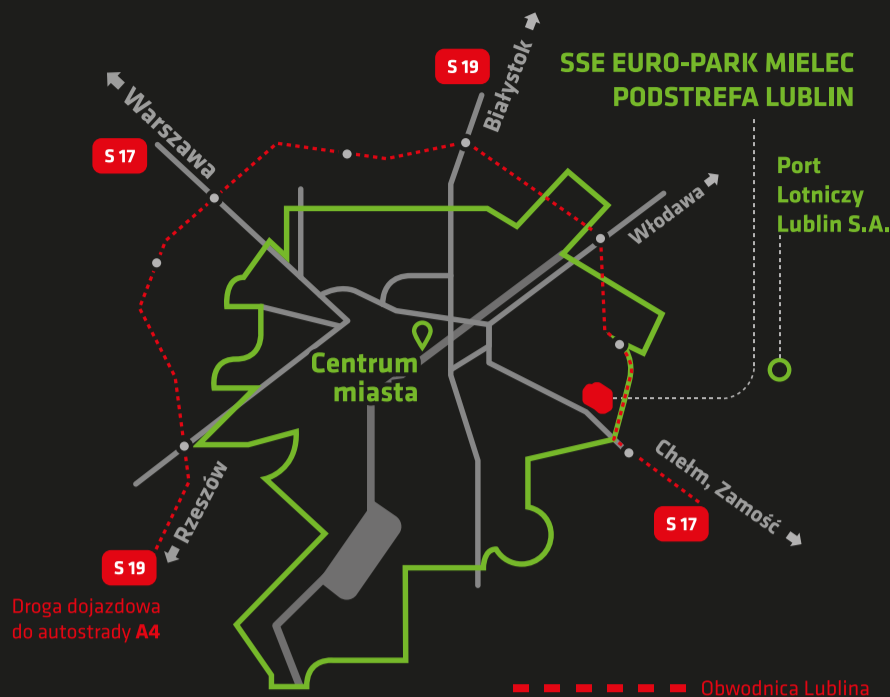 S 19
Białystok
SSE EURO-PARK MIELEC
PODSTREFA LUBLIN
Warszawa
S 17
Port
Lotniczy
Lublin S.A.
Włodawa
Centrum
miasta
Chełm, Zamość
S 17
Rzeszów
S 19
Droga dojazdowa
do autostrady A4
Obwodnica Lublina